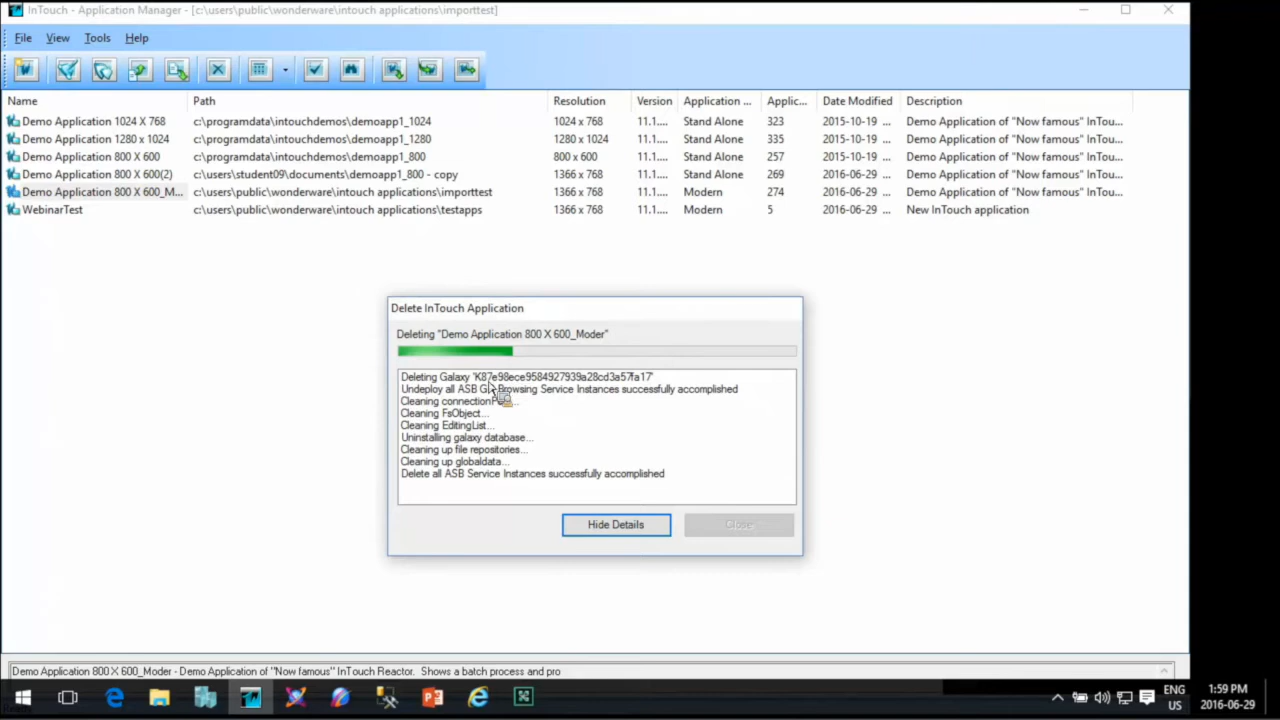 InTouch - Application Manager - [c:\users\public\wonderware\intouch applications\importtest]
File View Tools Help
Name Path Resolution Version Application ... Applic... Date Modified Description
Demo Application 1024 X 768 c:\programdata\intouchdemos\demoapp1_1024 1024 x 768 11.1.... Stand Alone 323 2015-10-19 ... Demo Application of "Now famous" InTou...
Demo Application 1280 x 1024 c:\programdata\intouchdemos\demoapp1_1280 1280 x 1024 11.1.... Stand Alone 335 2015-10-19 ... Demo Application of "Now famous" InTou...
Demo Application 800 X 600 c:\programdata\intouchdemos\demoapp1_800 800 x 600 11.1.... Stand Alone 257 2015-10-19 ... Demo Application of "Now famous" InTou...
Demo Application 800 X 600(2) c:\users\student09\documents\demoapp1_800 - copy 1366 x 768 11.1.... Stand Alone 269 2016-06-29 ... Demo Application of "Now famous" InTou...
Demo Application 800 X 600_M... c:\users\public\wonderware\intouch applications\importtest 1366 x 768 11.1.... Modern 274 2016-06-29 ... Demo Application of "Now famous" InTou...
WebinarTest c:\users\public\wonderware\intouch applications\testapps 1366 x 768 11.1.... Modern 5 2016-06-29 ... New InTouch application
Delete InTouch Application
Deleting "Demo Application 800 X 600_Moder"
Deleting Galaxy 'K87e98ece9584927939a28cd3a57fa17'
Undeploy all ASB Browsing Service Instances successfully accomplished
Cleaning
Cleaning FsObject...
Cleaning EditingList...
Uninstalling galaxy database...
Cleaning up file repositories...
Cleaning up globaldata...
Delete all ASB Service Instances successfully accomplished
Hide Details Close
Demo Application 800 X 600_Moder - Demo Application of "Now famous" InTouch Reactor. Shows a batch process and pro
ENG 1:59 PM
US 2016-06-29